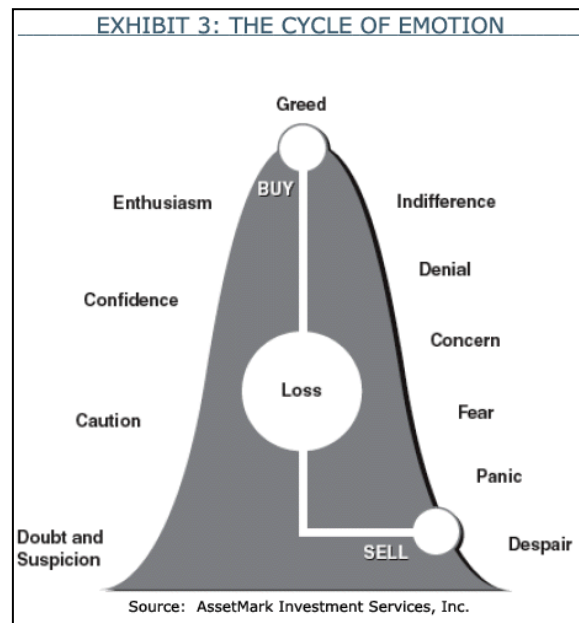 EXHIBIT 3: THE CYCLE OF EMOTION
Greed
BUY
Enthusiasm
Indifference
Denial
Confidence
Concern
Loss
Caution
Fear
Panic
Doubt and
Suspicion
SELL
Despair
Source: AssetMark Investment Services, Inc.